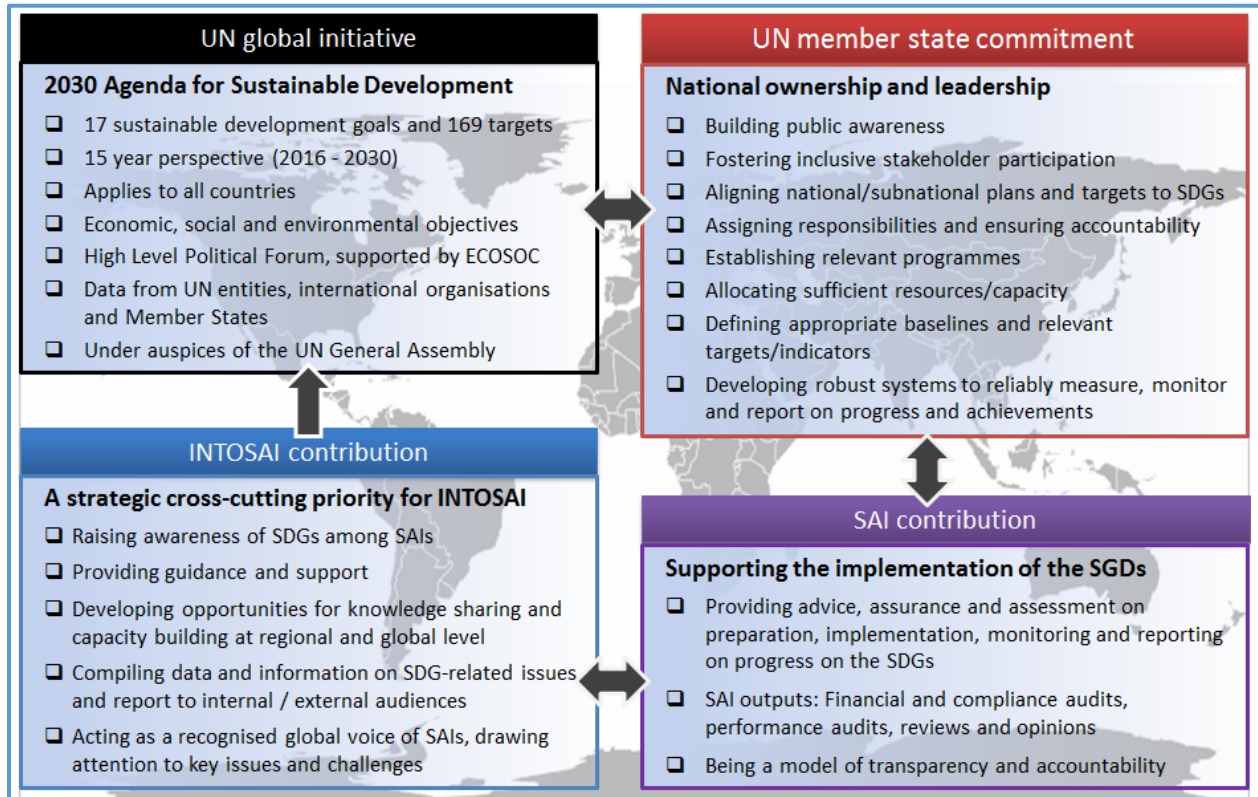 UN global initiative
2030 Agenda for Sustainable Development
❑ 17 sustainable development goals and 169 targets
❑ 15 year perspective (2016 - 2030)
❑ Applies to all countries
❑ Economic, social and environmental objectives
❑ High Level Political Forum, supported by ECOSOC
❑ Data from UN entities, international organisations
and Member States
❑ Under auspices of the UN General Assembly
UN member state commitment
National ownership and leadership
❑ Building public awareness
❑ Fostering inclusive stakeholder participation
❑ Aligning national/subnational plans and targets to SDGs
❑ Assigning responsibilities and ensuring accountability
❑ Establishing relevant programmes
❑ Allocating sufficient resources/capacity
❑ Defining appropriate baselines and relevant
targets/indicators
❑ Developing robust systems to reliably measure, monitor
and report on progress and achievements
INTOSAI contribution
A strategic cross-cutting priority for INTOSAI
❑ Raising awareness of SDGs among SAIs
❑ Providing guidance and support
❑ Developing opportunities for knowledge sharing and
capacity building at regional and global level
❑ Compiling data and information on SDG-related issues
and report to internal / external audiences
❑ Acting as a recognised global voice of SAIs, drawing
attention to key issues and challenges
SAI contribution
Supporting the implementation of the SGDs
❑ Providing advice, assurance and assessment on
preparation, implementation, monitoring and reporting
on progress on the SDGs
❑ SAI outputs: Financial and compliance audits,
performance audits, reviews and opinions
❑ Being a model of transparency and accountability